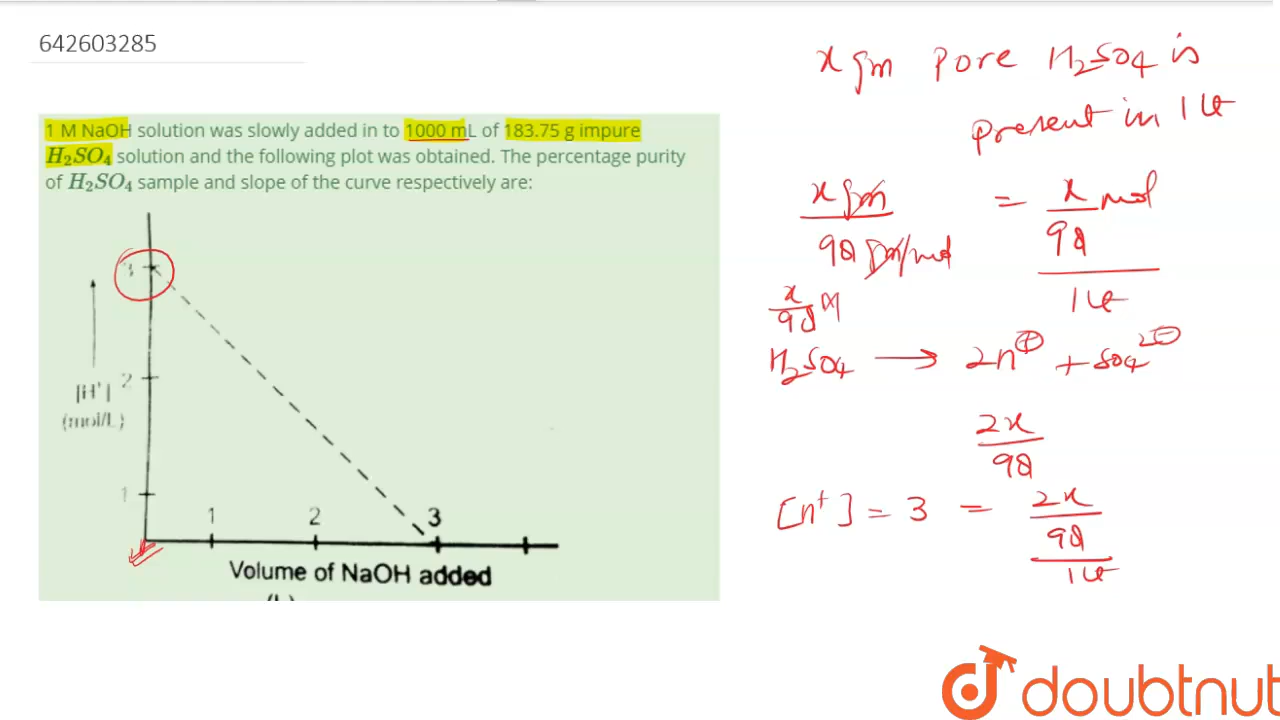 642603285
1 M NaOH solution was slowly added in to 1000 mL of 183.75 g impure
H₂SO₄ solution and the following plot was obtained. The percentage purity
of H₂SO₄ sample and slope of the curve respectively are:
3
2
[H⁺]
(mol/L)
1
1 2 3
Volume of NaOH added
x gm pore H₂SO₄ is
present in 1 lt
x gm / 98 gm/mol = x/98 mol / 1 lt
x/98 M
H₂SO₄ → 2H⁺ + SO₄²⁻
2x/98
[H⁺] = 3 = 2x/98 / 1 lt
doubtnut